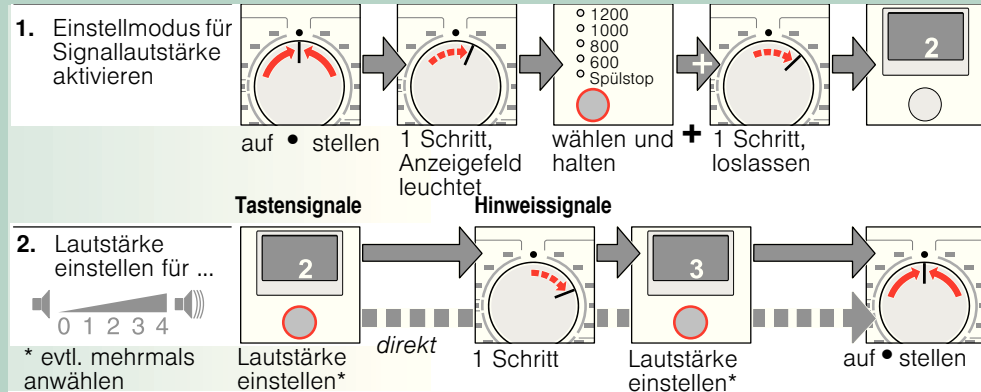 1. Einstellmodus für
Signallautstärke
aktivieren
auf • stellen
1 Schritt,
Anzeigefeld
leuchtet
1200
1000
800
600
Spülstop
wählen und
halten
+
+
1 Schritt,
loslassen
2
Tastensignale
Hinweissignale
2. Lautstärke
einstellen für ...
0 1 2 3 4
* evtl. mehrmals
anwählen
2
Lautstärke
einstellen*
direkt
1 Schritt
3
Lautstärke
einstellen*
auf • stellen